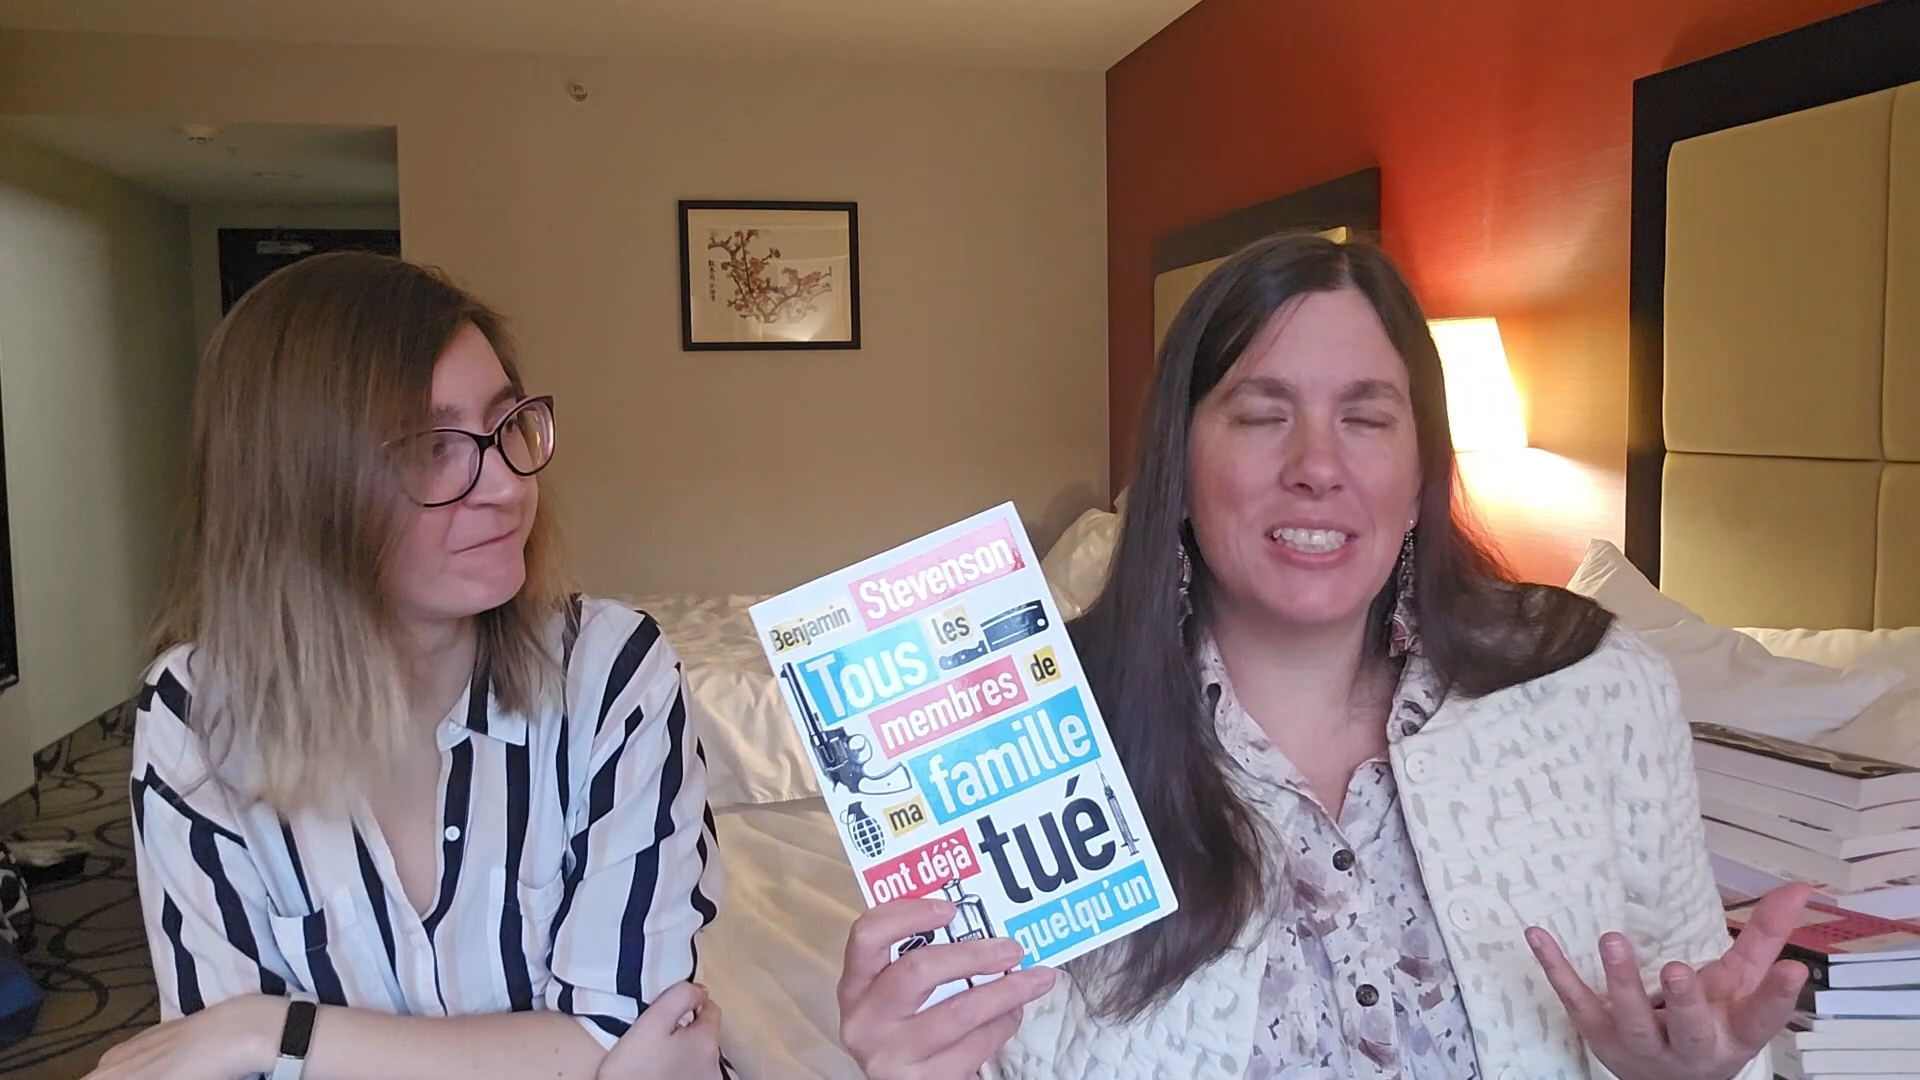 Benjamin Stevenson
Tous les
membres de
ma famille
ont déjà tué
quelqu'un